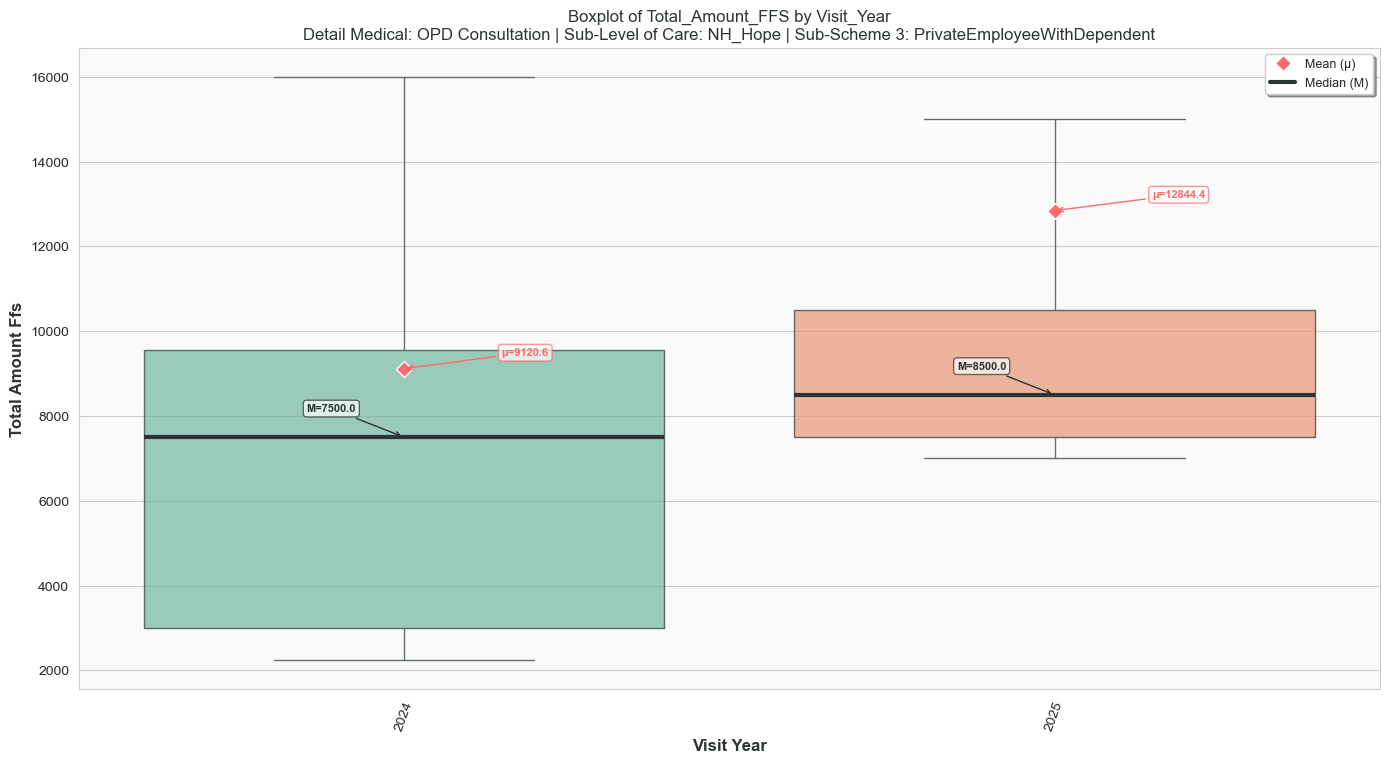 Boxplot of Total_Amount_FFS by Visit_Year
Detail Medical: OPD Consultation | Sub-Level of Care: NH_Hope | Sub-Scheme 3: PrivateEmployeeWithDependent
Mean (μ)
Median (M)
16000
14000
12000
10000
8000
6000
4000
2000
Total Amount Ffs
μ=12844.4
μ=9120.6
M=8500.0
M=7500.0
2024
2025
Visit Year